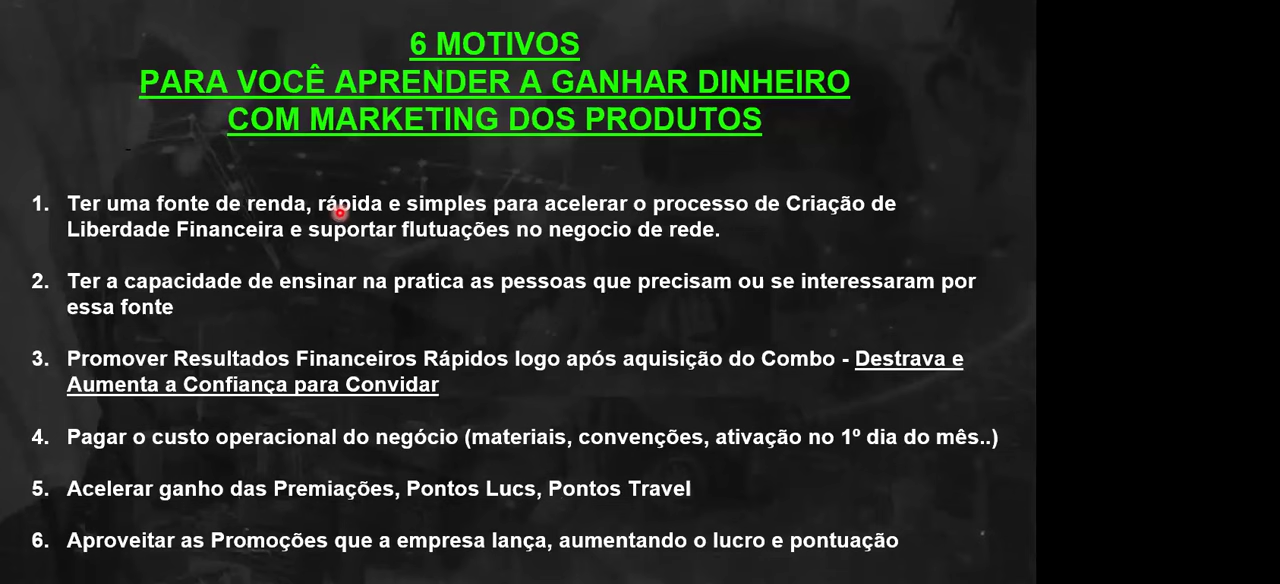 6 MOTIVOS
PARA VOCÊ APRENDER A GANHAR DINHEIRO
COM MARKETING DOS PRODUTOS
1. Ter uma fonte de renda, rápida e simples para acelerar o processo de Criação de
Liberdade Financeira e suportar flutuações no negocio de rede.
2. Ter a capacidade de ensinar na pratica as pessoas que precisam ou se interessaram por
essa fonte
3. Promover Resultados Financeiros Rápidos logo após aquisição do Combo - Destrava e
Aumenta a Confiança para Convidar
4. Pagar o custo operacional do negócio (materiais, convenções, ativação no 1º dia do mês..)
5. Acelerar ganho das Premiações, Pontos Lucs, Pontos Travel
6. Aproveitar as Promoções que a empresa lança, aumentando o lucro e pontuação